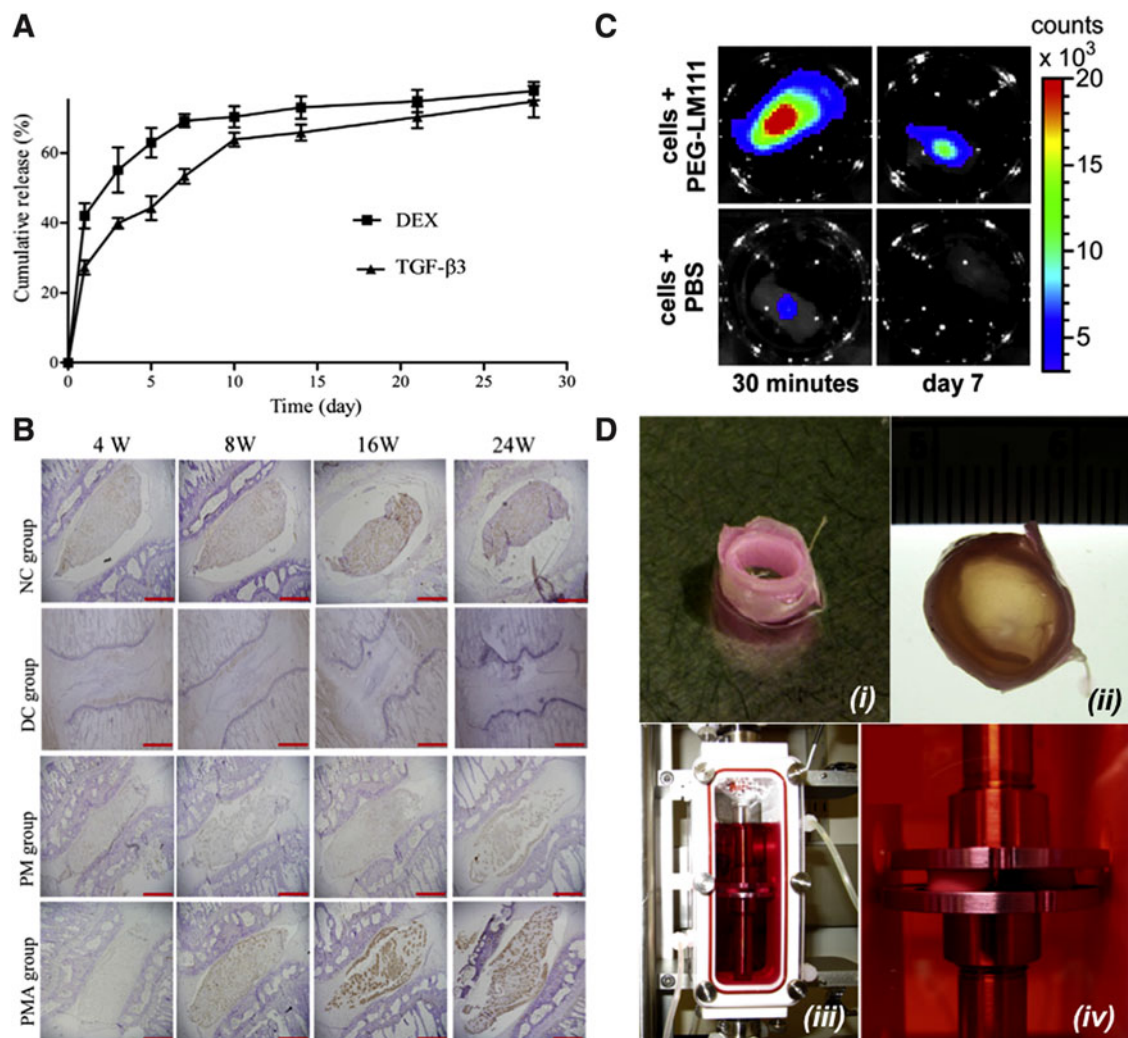 A
Cumulative release (%)
60
40
20
0
0
5
10
15
20
25
30
Time (day)
DEX
TGF-β3
B
4 W
8W
16W
24W
NC group
DC group
PM group
PMA group
C
counts
x 10³
20
15
10
5
cells +
PEG-LM111
cells +
PBS
30 minutes
day 7
D
(i)
(ii)
(iii)
(iv)